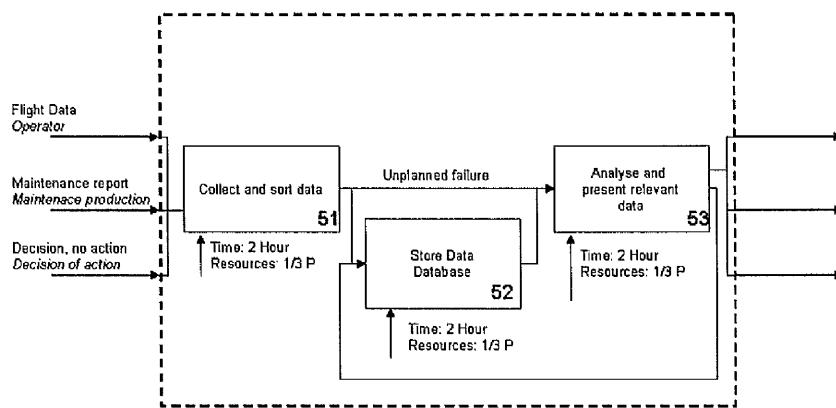 Flight Data
Operator
Maintenance report
Maintenace production
Decision, no action
Decision of action
Collect and sort data
51
Time: 2 Hour
Resources: 1/3 P
Unplanned failure
Store Data
Database
52
Time: 2 Hour
Resources: 1/3 P
Analyse and
present relevant
data
53
Time: 2 Hour
Resources: 1/3 P